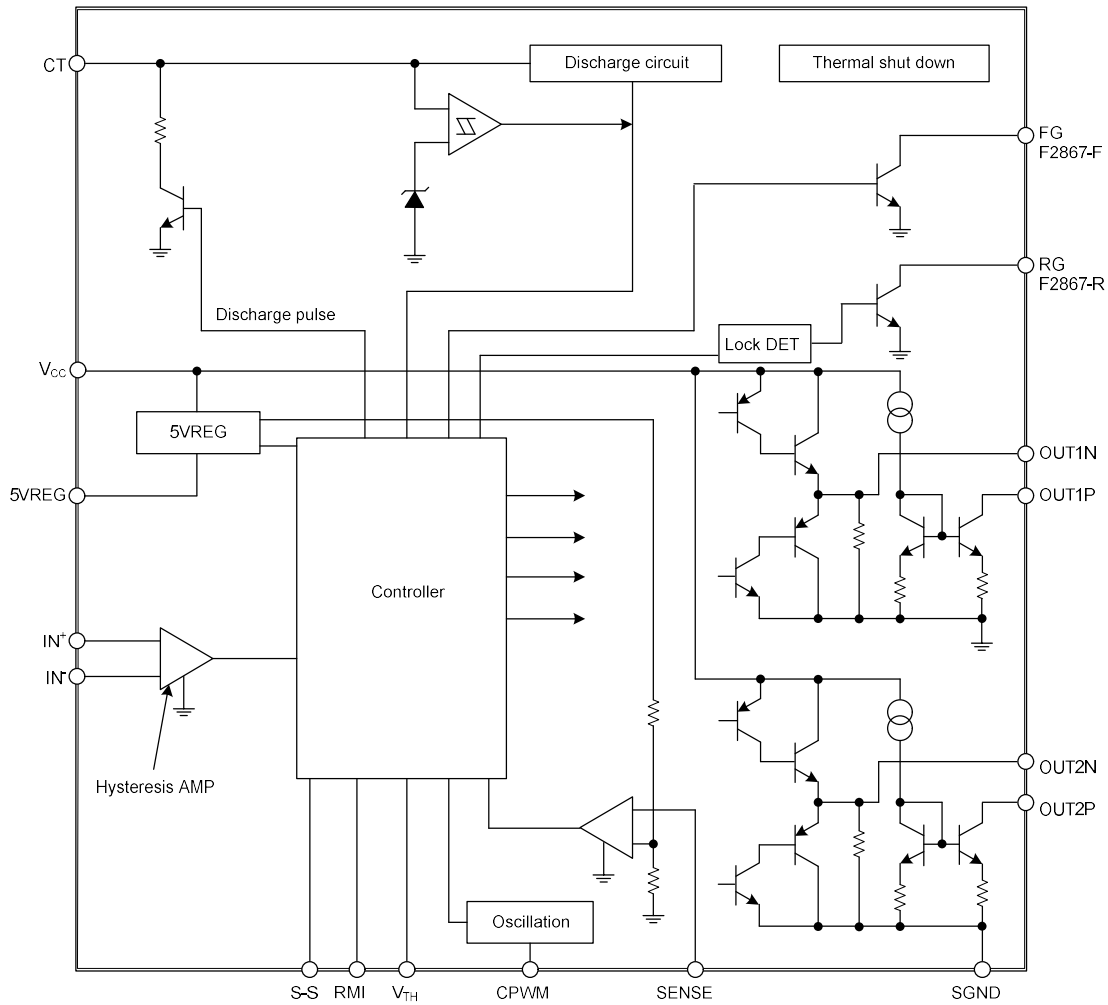 CT
Discharge circuit
Thermal shut down
FG
F2867-F
RG
F2867-R
Discharge pulse
Lock DET
VCC
5VREG
5VREG
OUT1N
OUT1P
Controller
IN+
IN-
Hysteresis AMP
OUT2N
OUT2P
Oscillation
S-S
RMI
VTH
CPWM
SENSE
SGND